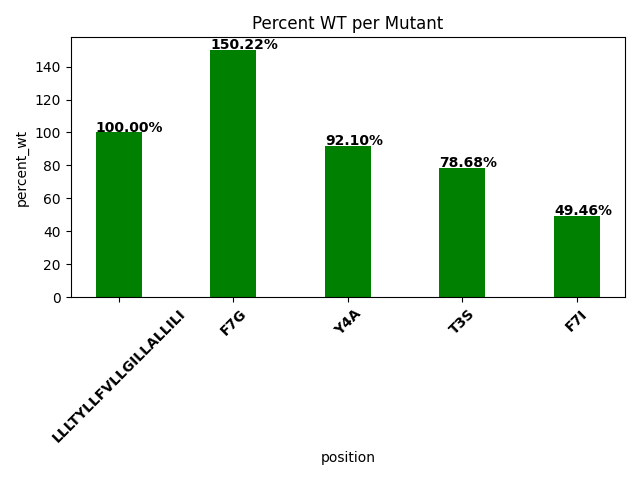 Percent WT per Mutant
percent_wt
140
120
100
80
60
40
20
0
100.00%
150.22%
92.10%
78.68%
49.46%
LLLTYLLFVLLGILLALLILI
F7G
Y4A
T3S
F7I
position